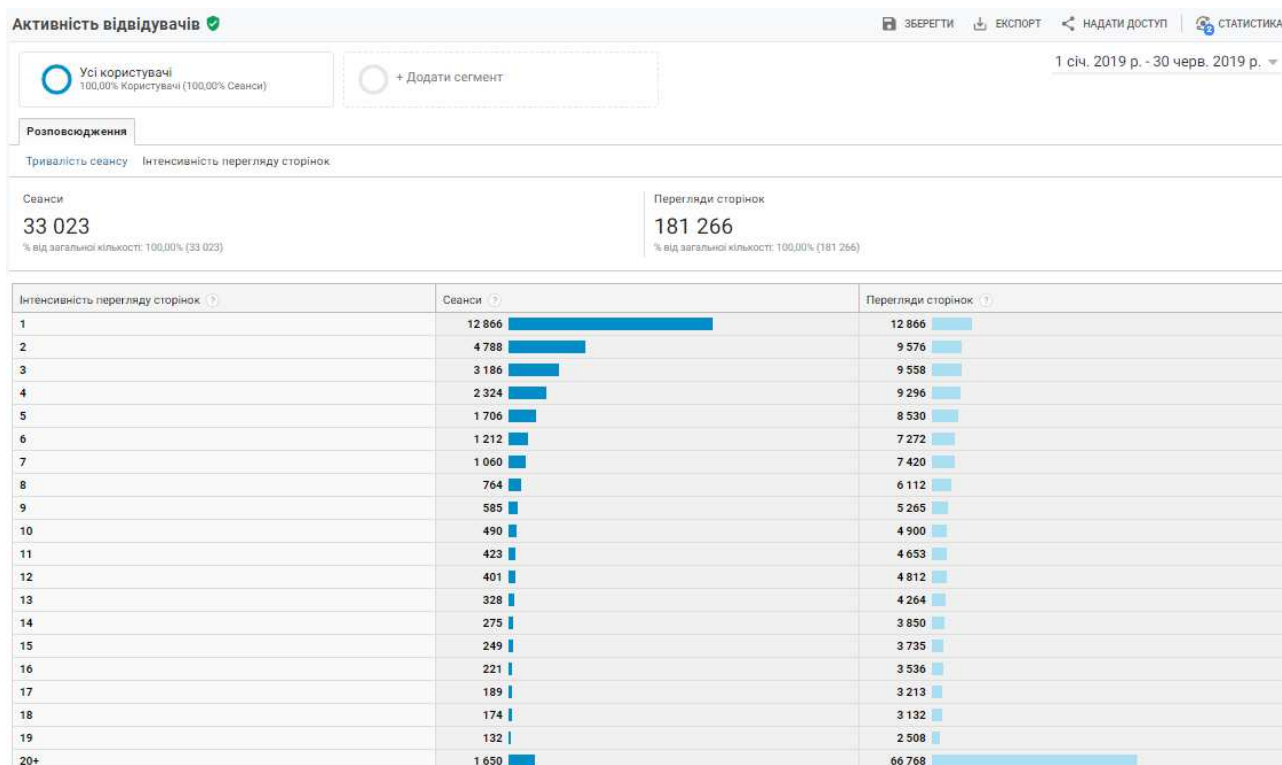 Активність відвідувачів
ЗБЕРЕГТИ ЕКСПОРТ НАДАТИ ДОСТУП 2 СТАТИСТИКА
Усі користувачі
100,00% Користувачі (100,00% Сеанси)
+ Додати сегмент
1 січ. 2019 р. - 30 черв. 2019 р.
Розповсюдження
Тривалість сеансу Інтенсивність перегляду сторінок
Сеанси Перегляди сторінок
33 023 181 266
% від загальної кількості: 100,00% (33 023) % від загальної кількості: 100,00% (181 266)
Інтенсивність перегляду сторінок ? Сеанси ? Перегляди сторінок ?
1 12 866 12 866
2 4 788 9 576
3 3 186 9 558
4 2 324 9 296
5 1 706 8 530
6 1 212 7 272
7 1 060 7 420
8 764 6 112
9 585 5 265
10 490 4 900
11 423 4 653
12 401 4 812
13 328 4 264
14 275 3 850
15 249 3 735
16 221 3 536
17 189 3 213
18 174 3 132
19 132 2 508
20+ 1 650 66 768